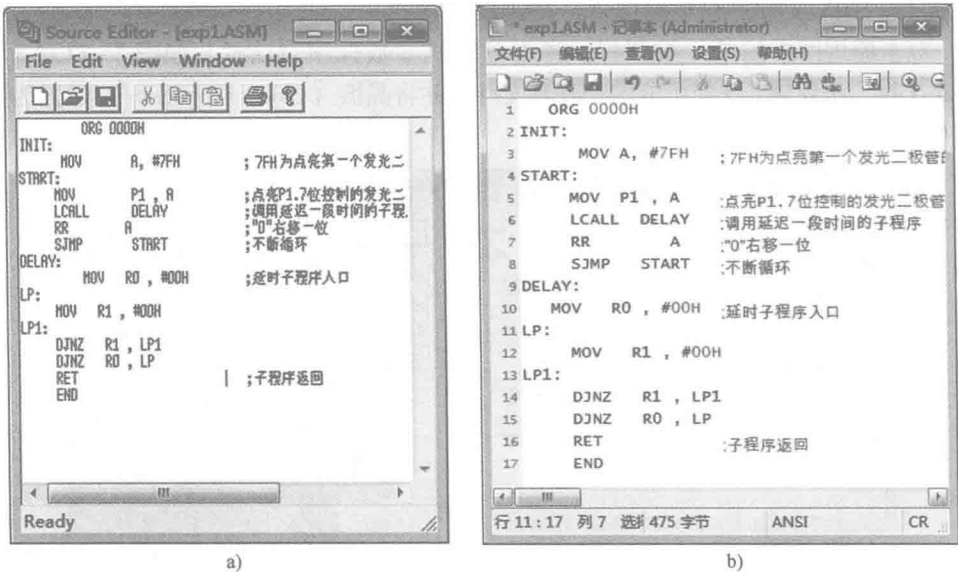 Source Editor - [exp1.ASM]
File Edit View Window Help
ORG 0000H
INIT:
MOV A, #7FH ; 7FH为点亮第一个发光二
START:
MOV P1 , A ;点亮P1.7位控制的发光二
LCALL DELAY ;调用延迟一段时间的子程
RR A ;"0"右移一位
SJMP START ;不断循环
DELAY:
MOV R0 , #00H ;延时子程序入口
LP:
MOV R1 , #00H
LP1:
DJNZ R1 , LP1
DJNZ R0 , LP
RET ;子程序返回
END
Ready
a)
* exp1.ASM - 记事本 (Administrator)
文件(F) 编辑(E) 查看(V) 设置(S) 帮助(H)
1 ORG 0000H
2 INIT:
3 MOV A, #7FH ;7FH为点亮第一个发光二极管
4 START:
5 MOV P1 , A ;点亮P1.7位控制的发光二极管
6 LCALL DELAY ;调用延迟一段时间的子程序
7 RR A ;"0"右移一位
8 SJMP START ;不断循环
9 DELAY:
10 MOV R0 , #00H ;延时子程序入口
11 LP:
12 MOV R1 , #00H
13 LP1:
14 DJNZ R1 , LP1
15 DJNZ R0 , LP
16 RET ;子程序返回
17 END
行 11 : 17 列 7 选择 475 字节 ANSI CR
b)